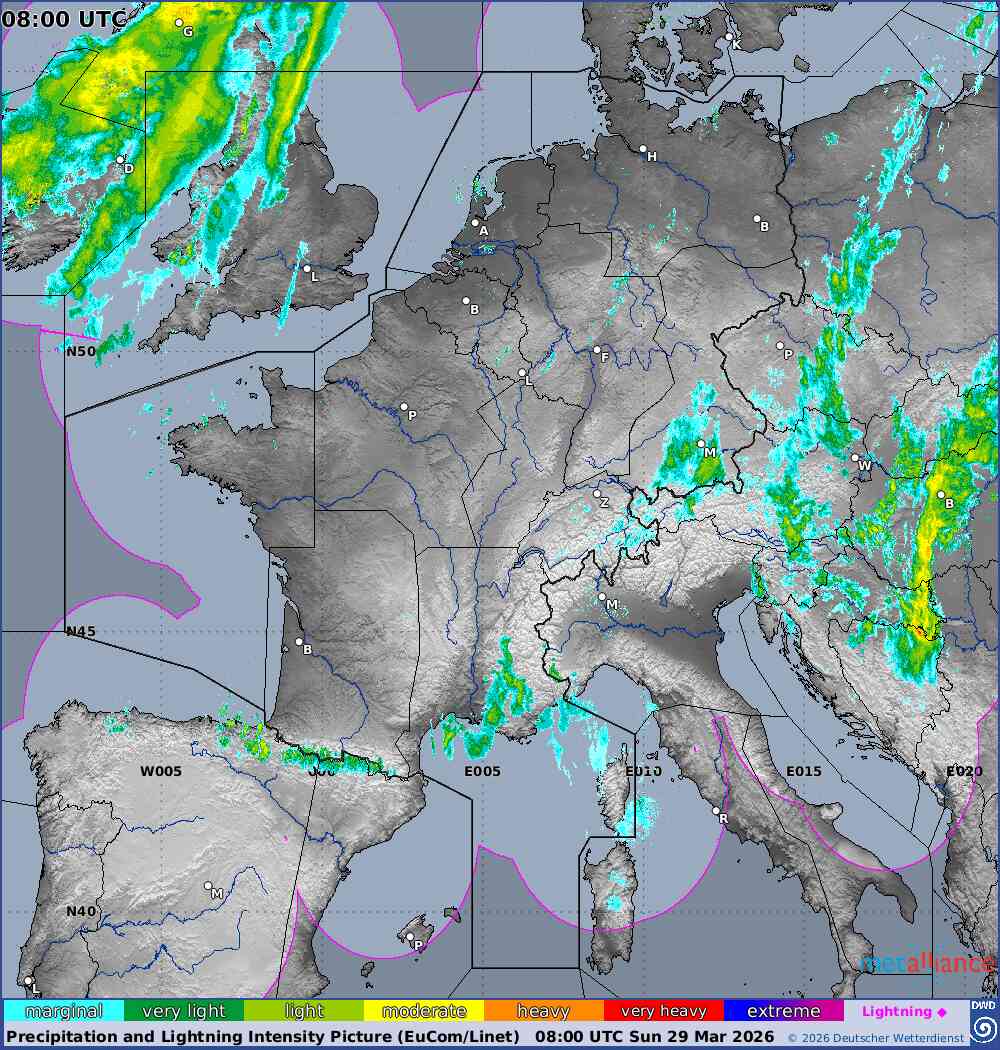 08:00 UTC
G
K
D
H
A
B
L
B
N50
F
P
L
P
M
W
Z
B
M
N45
B
W005
E005
E010
E015
E020
R
M
N40
P
L
metalliance
marginal very light light moderate heavy very heavy extreme Lightning ◆
DWD
Precipitation and Lightning Intensity Picture (EuCom/Linet) 08:00 UTC Sun 29 Mar 2026 © 2026 Deutscher Wetterdienst